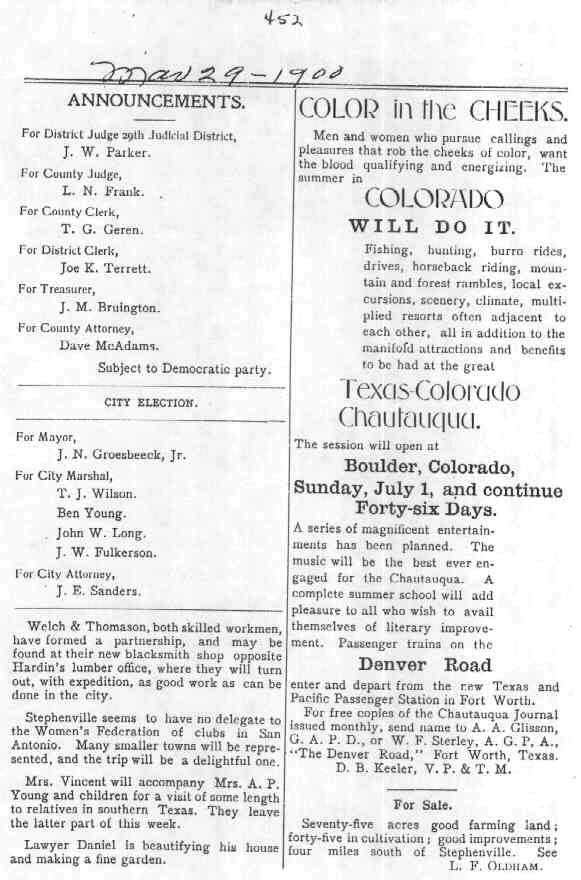 452
Mar 29-1900
ANNOUNCEMENTS.
For District Judge 29th Judicial District,
J. W. Parker.
For County Judge,
L. N. Frank.
For County Clerk,
T. G. Geren.
For District Clerk,
Joe K. Terrett.
For Treasurer,
J. M. Bruington.
For County Attorney,
Dave McAdams.
Subject to Democratic party.
CITY ELECTION.
For Mayor,
J. N. Groesbeeck, Jr.
For City Marshal,
T. J. Wilson.
Ben Young.
John W. Long.
J. W. Fulkerson.
For City Attorney,
J. E. Sanders.
Welch & Thomason, both skilled workmen,
have formed a partnership, and may be
found at their new blacksmith shop opposite
Hardin's lumber office, where they will turn
out, with expedition, as good work as can be
done in the city.
Stephenville seems to have no delegate to
the Women's Federation of clubs in San
Antonio. Many smaller towns will be repre-
sented, and the trip will be a delightful one.
Mrs. Vincent will accompany Mrs. A. P.
Young and children for a visit of some length
to relatives in southern Texas. They leave
the latter part of this week.
Lawyer Daniel is beautifying his house
and making a fine garden.
COLOR in the CHEEKS.
Men and women who pursue callings and
pleasures that rob the cheeks of color, want
the blood qualifying and energizing. The
summer in
COLORADO
WILL DO IT.
Fishing, hunting, burro rides,
drives, horseback riding, moun-
tain and forest rambles, local ex-
cursions, scenery, climate, multi-
plied resorts often adjacent to
each other, all in addition to the
manifold attractions and benefits
to be had at the great
Texas-Colorado
Chautauqua.
The session will open at
Boulder, Colorado,
Sunday, July 1, and continue
Forty-six Days.
A series of magnificent entertain-
ments has been planned. The
music will be the best ever en-
gaged for the Chautauqua. A
complete summer school will add
pleasure to all who wish to avail
themselves of literary improve-
ment. Passenger trains on the
Denver Road
enter and depart from the new Texas and
Pacific Passenger Station in Fort Worth.
For free copies of the Chautauqua Journal
issued monthly, send name to A. A. Glisson,
G. A. P. D., or W. F. Sterley, A. G. P, A.,
"The Denver Road," Fort Worth, Texas.
D. B. Keeler, V. P. & T. M.
For Sale.
Seventy-five acres good farming land;
forty-five in cultivation; good improvements;
four miles south of Stephenville. See
L. F. OLDHAM.